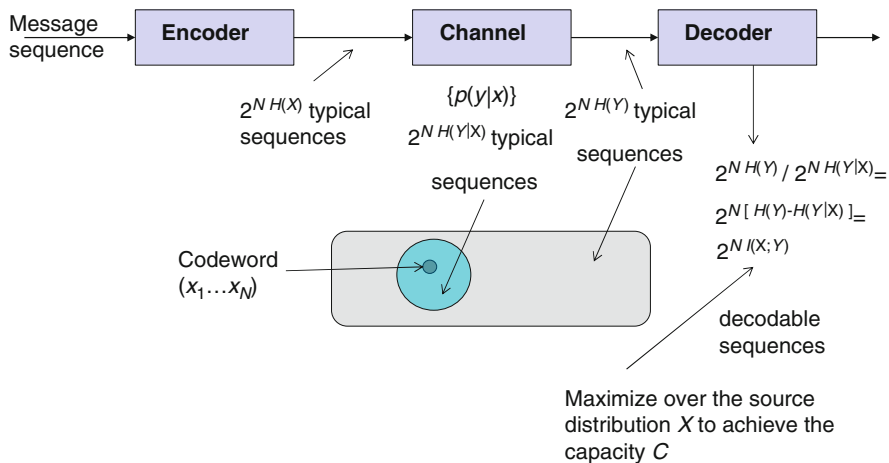 Message
sequence
Encoder
Channel
Decoder
2^{N H(X)} typical
sequences
{p(y|x)}
2^{N H(Y|X)} typical
sequences
2^{N H(Y)} typical
sequences
2^{N H(Y)} / 2^{N H(Y|X)}=
2^{N [ H(Y)-H(Y|X) ]}=
2^{N I(X;Y)}
Codeword
(x_1…x_N)
decodable
sequences
Maximize over the source
distribution X to achieve the
capacity C